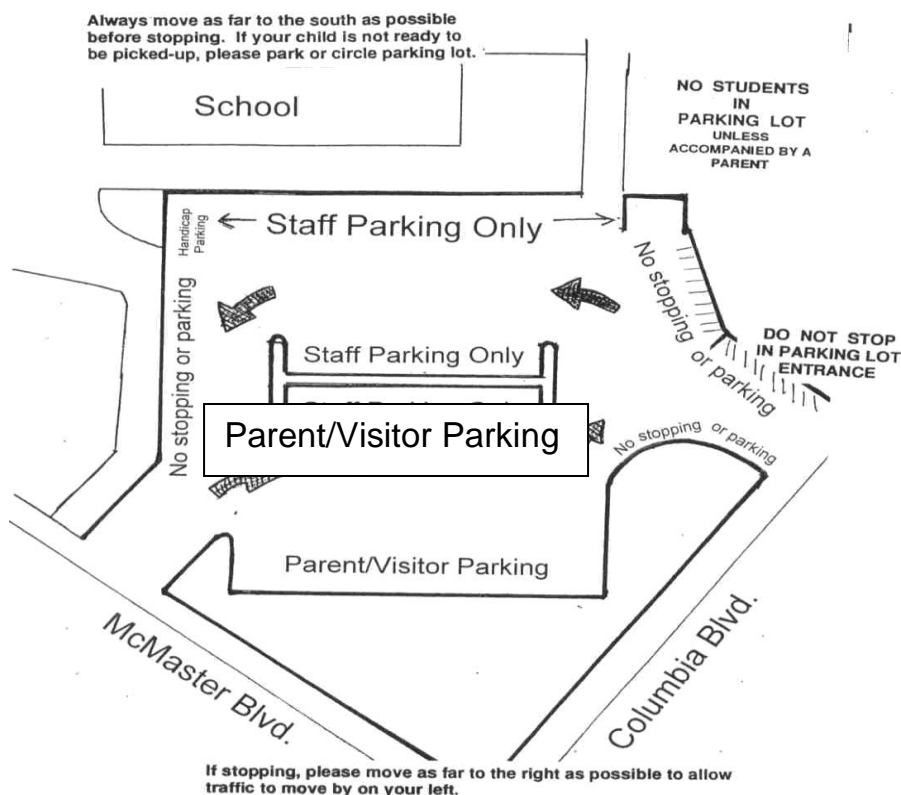 Always move as far to the south as possible
before stopping. If your child is not ready to
be picked-up, please park or circle parking lot.
School
NO STUDENTS
IN
PARKING LOT
UNLESS
ACCOMPANIED BY A
PARENT
Handicap
Parking
Staff Parking Only
No stopping or parking
No stopping or parking
DO NOT STOP
IN PARKING LOT
ENTRANCE
Staff Parking Only
Parent/Visitor Parking
No stopping or parking
Parent/Visitor Parking
McMaster Blvd.
Columbia Blvd.
If stopping, please move as far to the right as possible to allow
traffic to move by on your left.